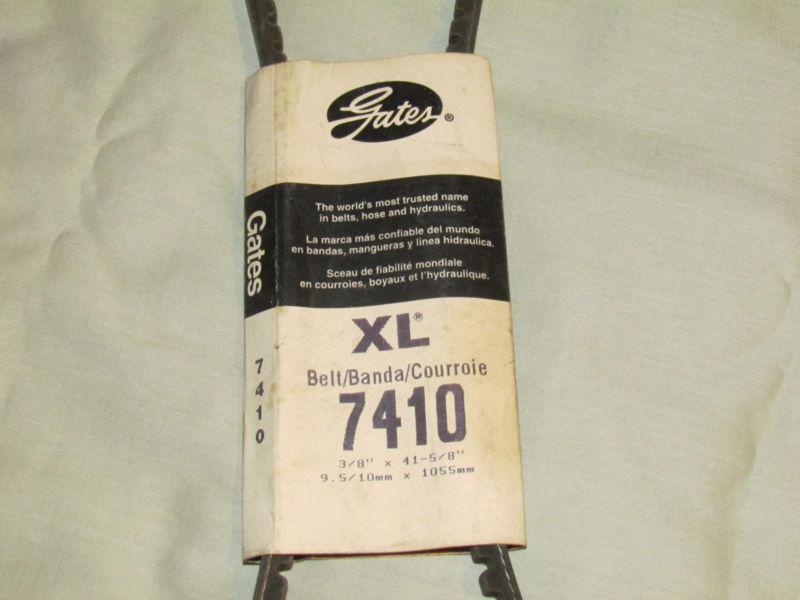 Gates®
The world's most trusted name
in belts, hose and hydraulics.
La marca más confiable del mundo
en bandas, mangueras y linea hidraulica.
Sceau de fiabilité mondiale
en courroies, boyaux et l'hydraulique.
XL®
Belt/Banda/Courroie
7410
3/8" x 41-5/8"
9.5/10mm x 1055mm
Gates
7410